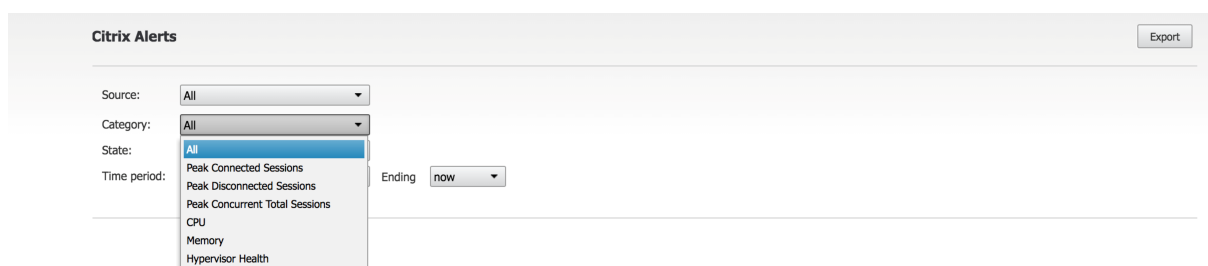 Citrix Alerts
Export
Source: All
Category: All
State:
All
Peak Connected Sessions
Time period:
Ending now
Peak Disconnected Sessions
Peak Concurrent Total Sessions
CPU
Memory
Hypervisor Health